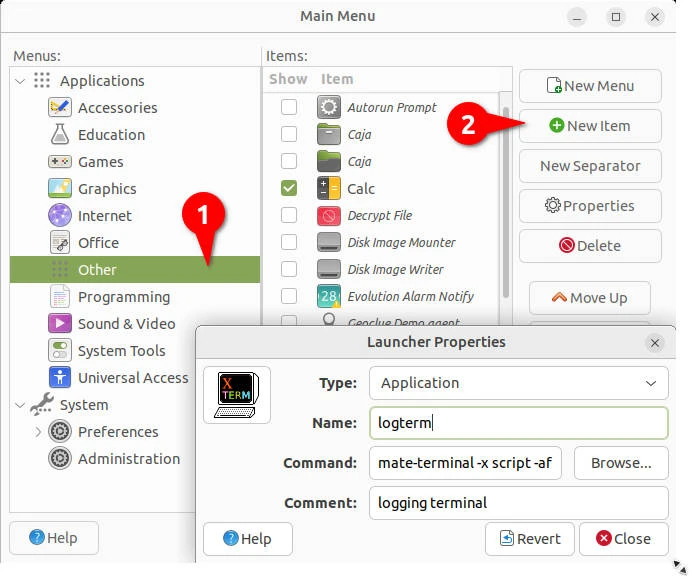 Main Menu
Menus:
Items:
Applications
Accessories
Education
Games
Graphics
Internet
Office
Other
Programming
Sound & Video
System Tools
Universal Access
System
Preferences
Administration
Help
Show Item
Autorun Prompt
Caja
Caja
Calc
Decrypt File
Disk Image Mounter
Disk Image Writer
Evolution Alarm Notify
Geoclue Demo agent
New Menu
New Item
New Separator
Properties
Delete
Move Up
1
2
Launcher Properties
X
TERM
Type: Application
Name: logterm
Command: mate-terminal -x script -af Browse...
Comment: logging terminal
Help
Revert
Close